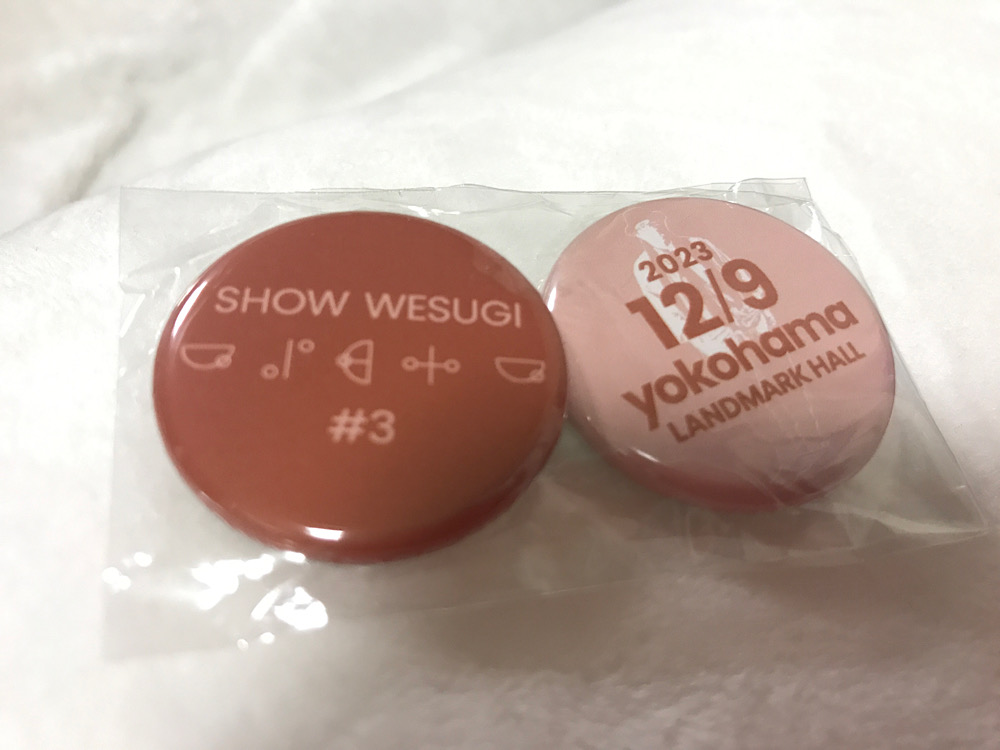 SHOW WESUGI
#3
2023
12/9
yokohama
LANDMARK HALL